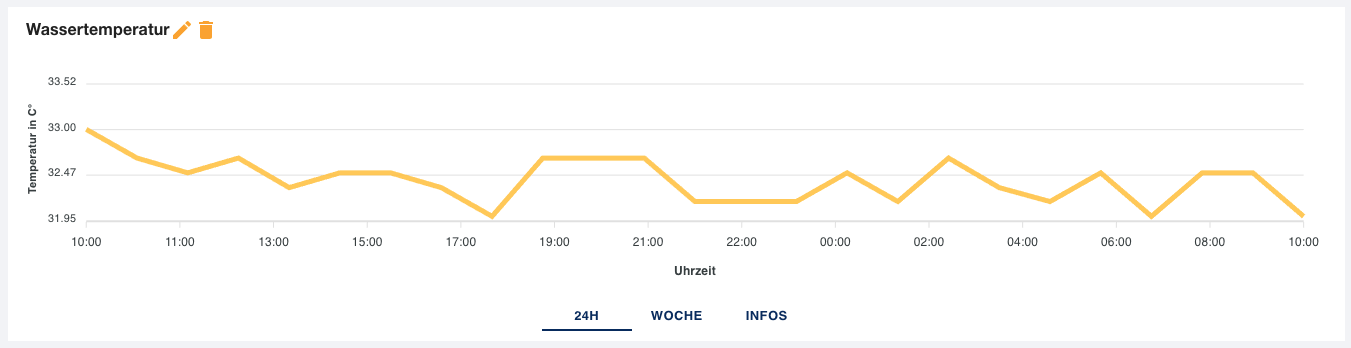 Wassertemperatur
33.52
33.00
32.47
31.95
Temperatur in C°
10:00 11:00 13:00 15:00 17:00 19:00 21:00 22:00 00:00 02:00 04:00 06:00 08:00 10:00
Uhrzeit
24H WOCHE INFOS